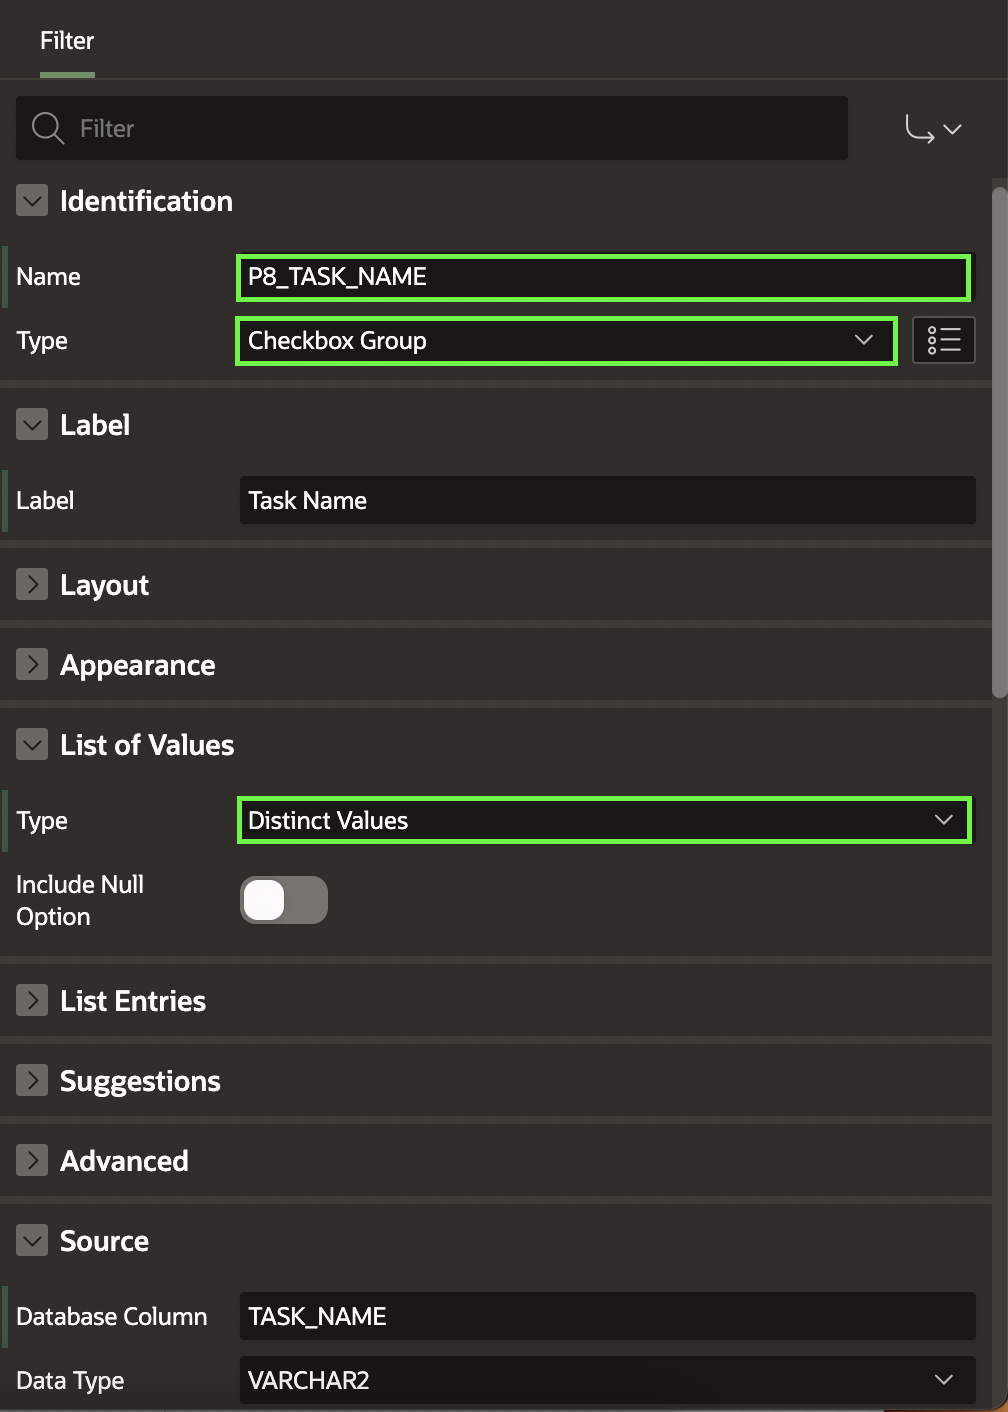 Filter
Filter
Identification
Name P8_TASK_NAME
Type Checkbox Group
Label
Label Task Name
Layout
Appearance
List of Values
Type Distinct Values
Include Null
Option
List Entries
Suggestions
Advanced
Source
Database Column TASK_NAME
Data Type VARCHAR2